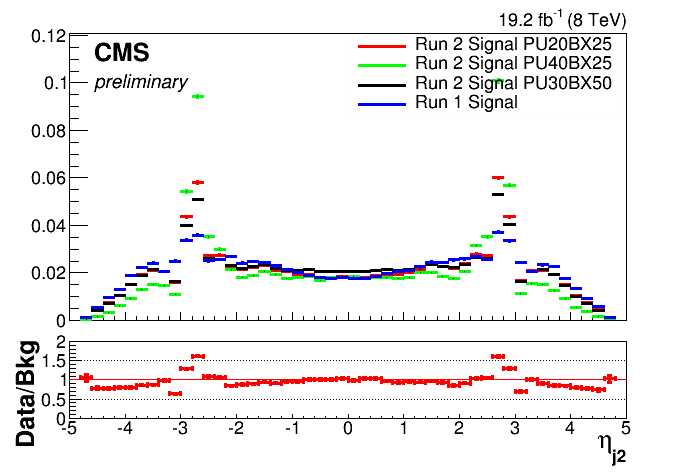 19.2 fb-1 (8 TeV)
CMS
preliminary
Run 2 Signal PU20BX25
Run 2 Signal PU40BX25
Run 2 Signal PU30BX50
Run 1 Signal
0.12
0.1
0.08
0.06
0.04
0.02
0
Data/Bkg
2
1.5
1
0.5
0
-5 -4 -3 -2 -1 0 1 2 3 4 5
ηj2